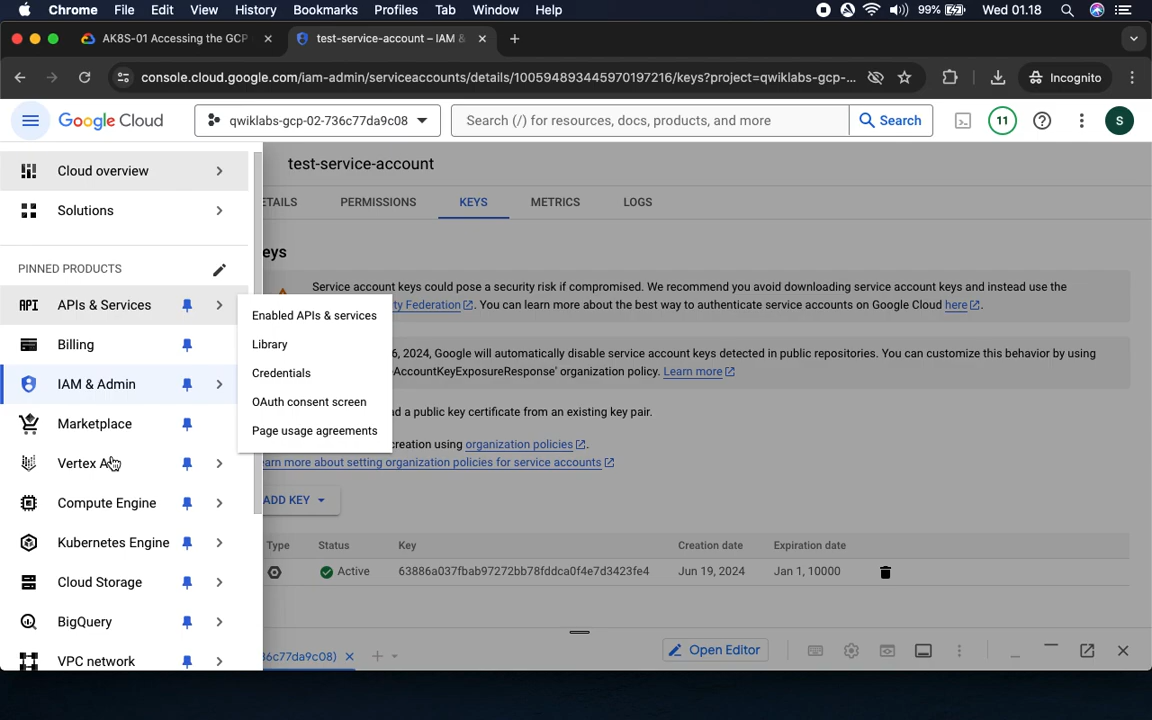 Chrome File Edit View History Bookmarks Profiles Tab Window Help 99% Wed 01.18
AK8S-01 Accessing the GCP test-service-account – IAM &
console.cloud.google.com/iam-admin/serviceaccounts/details/100594893445970197216/keys?project=qwiklabs-gcp-... Incognito
Google Cloud qwiklabs-gcp-02-736c77da9c08 Search (/) for resources, docs, products, and more Search 11 S
Cloud overview
Solutions
PINNED PRODUCTS
APIs & Services
Billing
IAM & Admin
Marketplace
Vertex AI
Compute Engine
Kubernetes Engine
Cloud Storage
BigQuery
VPC network
Enabled APIs & services
Library
Credentials
OAuth consent screen
Page usage agreements
test-service-account
ETAILS PERMISSIONS KEYS METRICS LOGS
eys
Service account keys could pose a security risk if compromised. We recommend you avoid downloading service account keys and instead use the
ty Federation. You can learn more about the best way to authenticate service accounts on Google Cloud here.
6, 2024, Google will automatically disable service account keys detected in public repositories. You can customize this behavior by using
-AccountKeyExposureResponse' organization policy. Learn more
ad a public key certificate from an existing key pair.
creation using organization policies.
earn more about setting organization policies for service accounts
ADD KEY
Type Status Key Creation date Expiration date
Active 63886a037fbab97272bb78fddca0f4e7d3423fe4 Jun 19, 2024 Jan 1, 10000
36c77da9c08) Open Editor